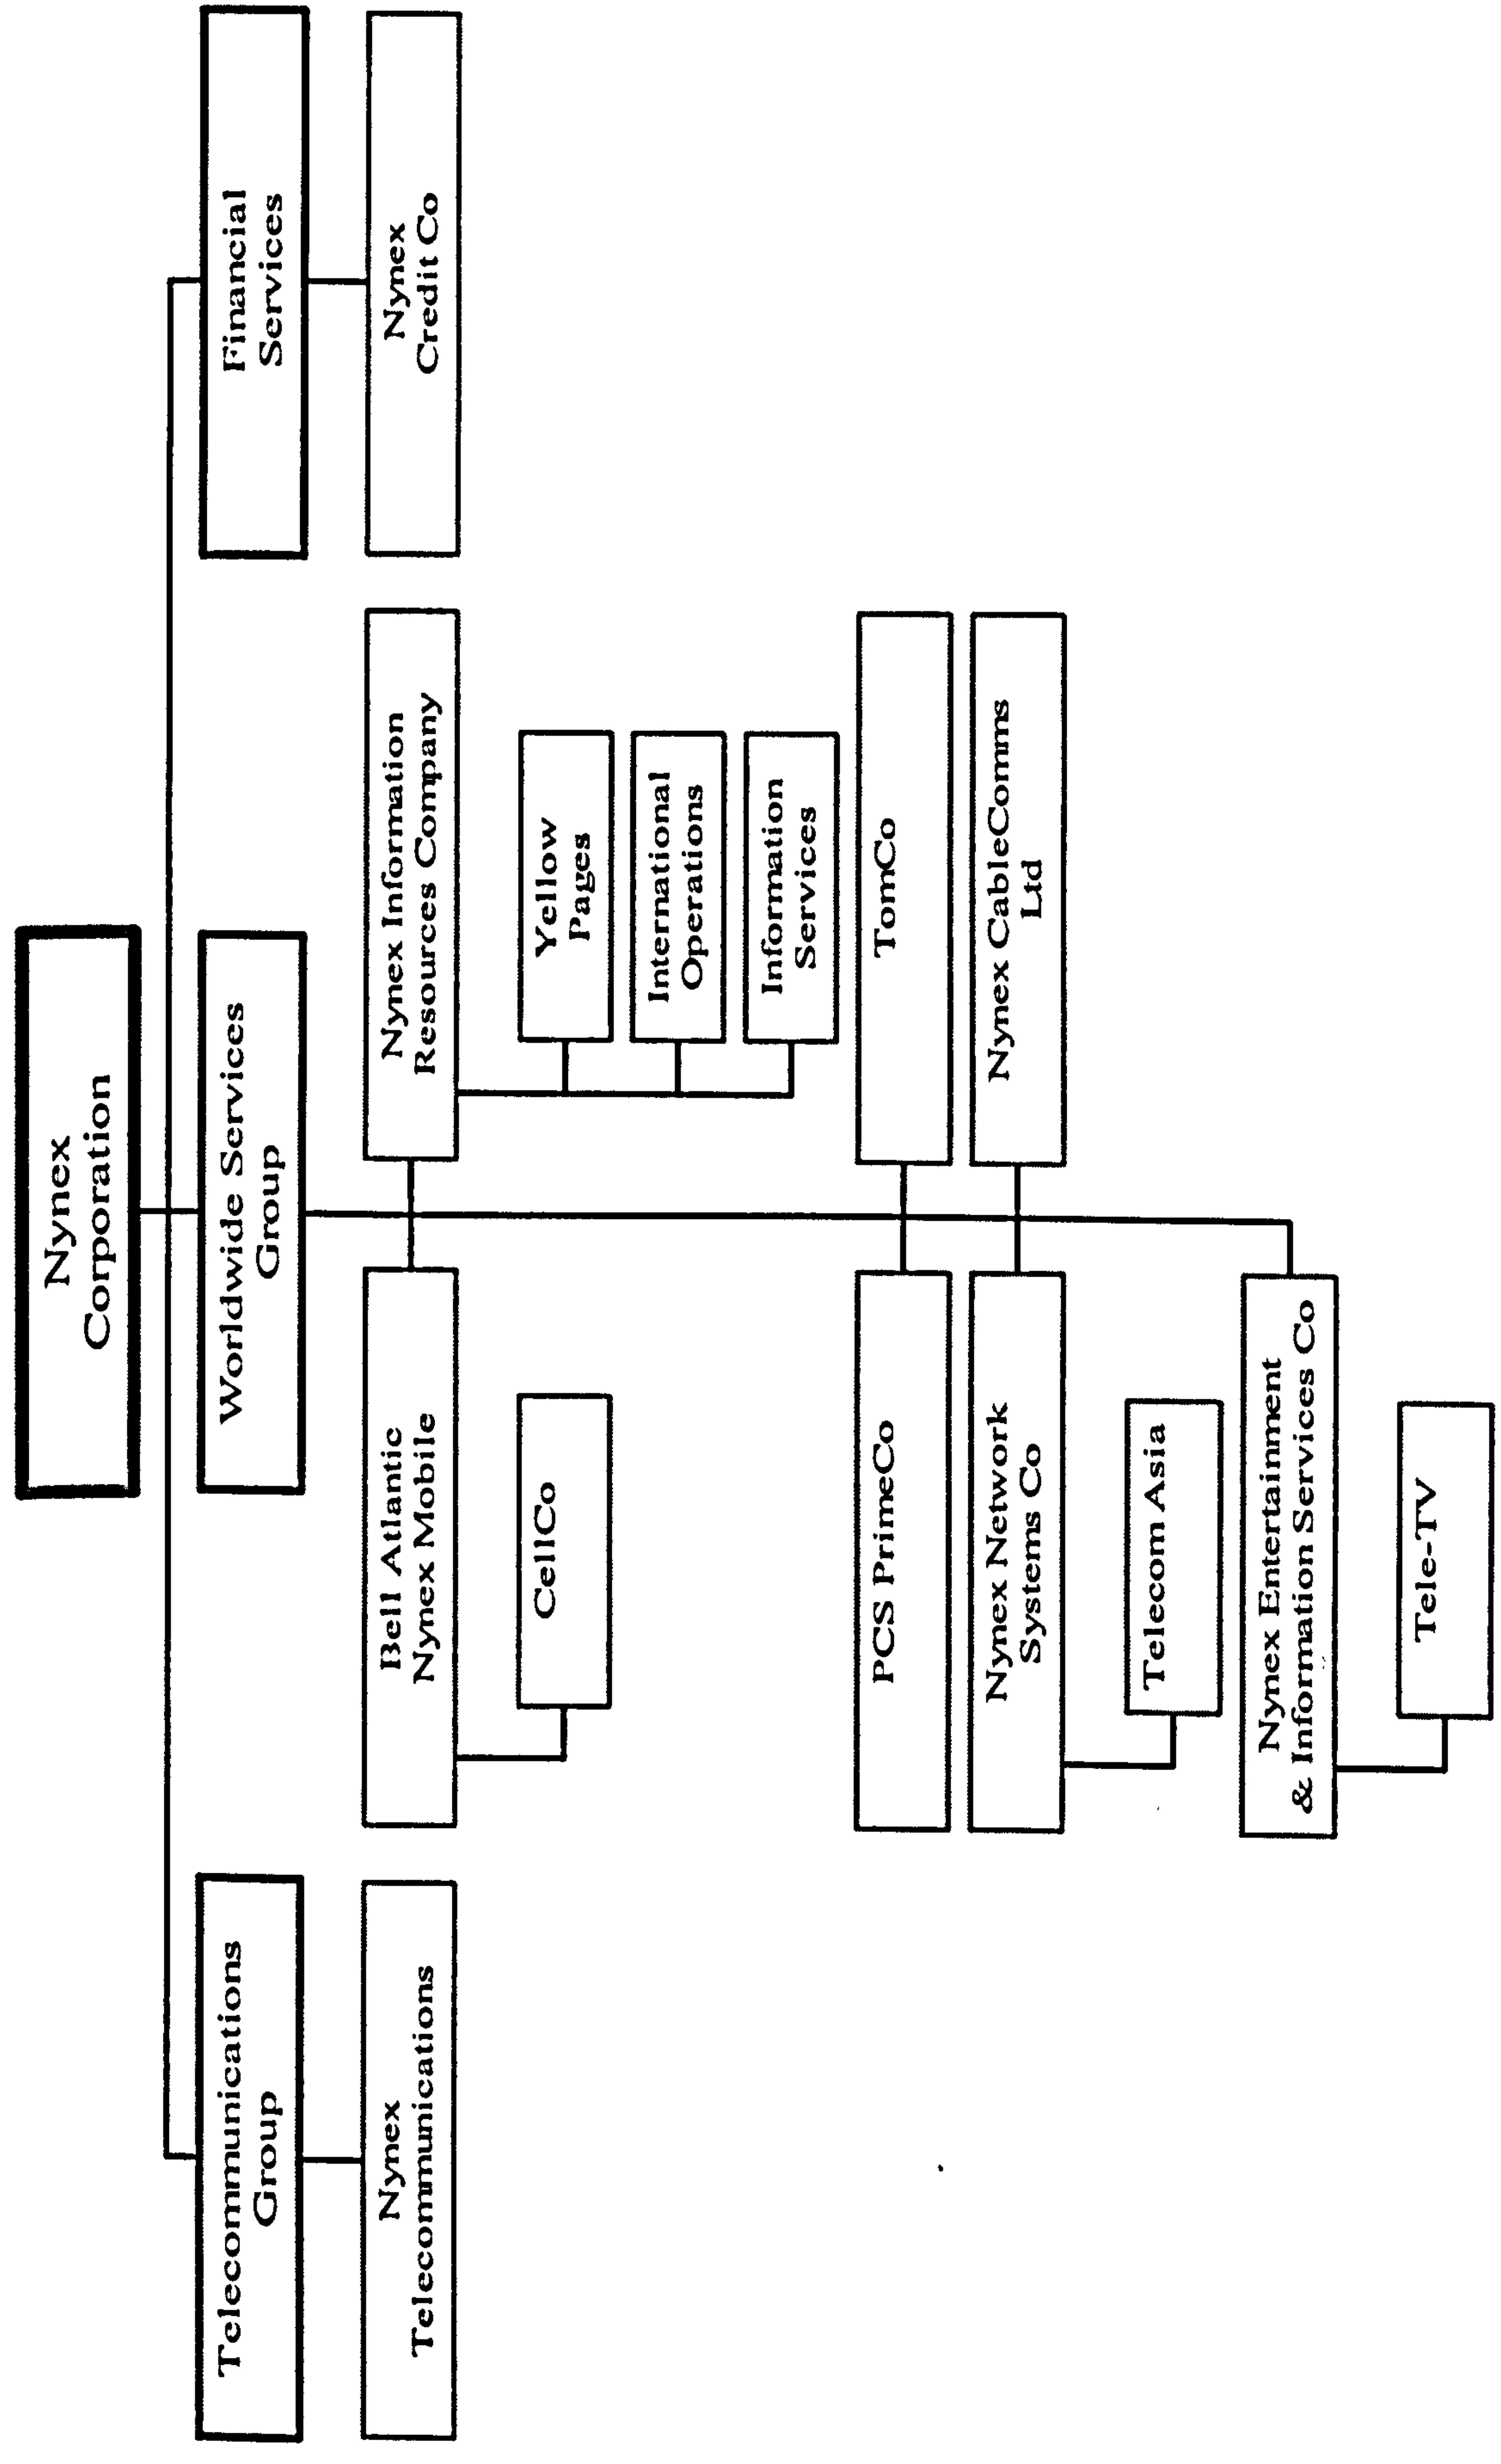 Nynex
Corporation
Telecommunications
Group
Worldwide Services
Group
Financial
Services
Nynex
Telecommunications
Bell Atlantic
Nynex Mobile
Nynex Information
Resources Company
Nynex
Credit Co
CellCo
Yellow
Pages
International
Operations
Information
Services
PCS PrimeCo
TomCo
Nynex Network
Systems Co
Nynex CableComms
Ltd
Telecom Asia
Nynex Entertainment
& Information Services Co
Tele-TV